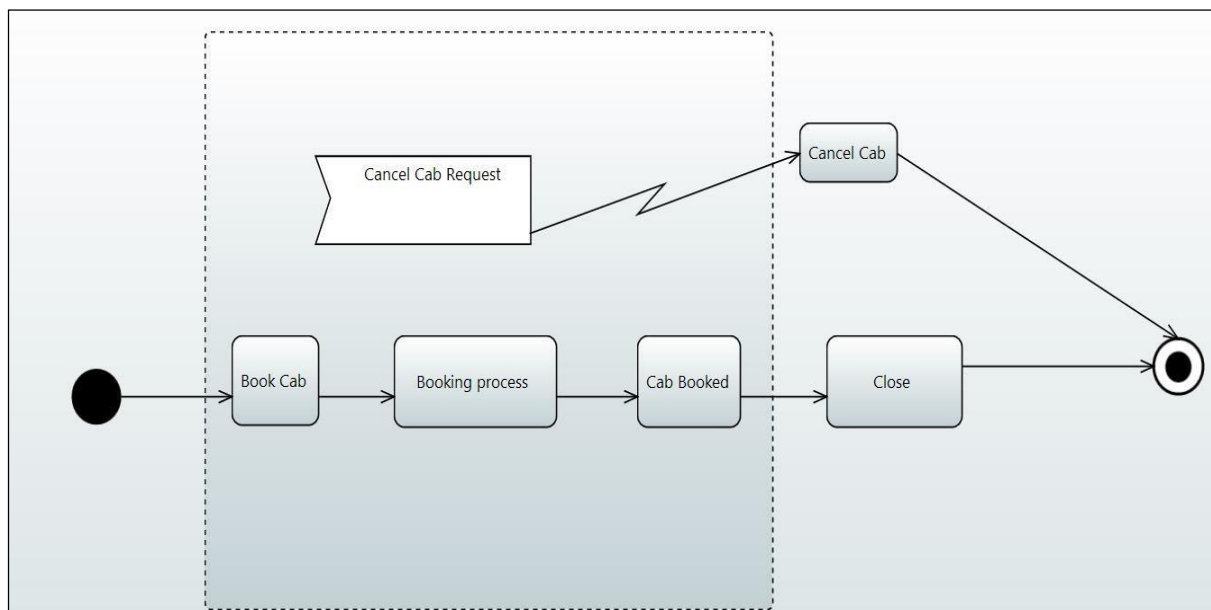 Cancel Cab Request
Cancel Cab
Book Cab
Booking process
Cab Booked
Close